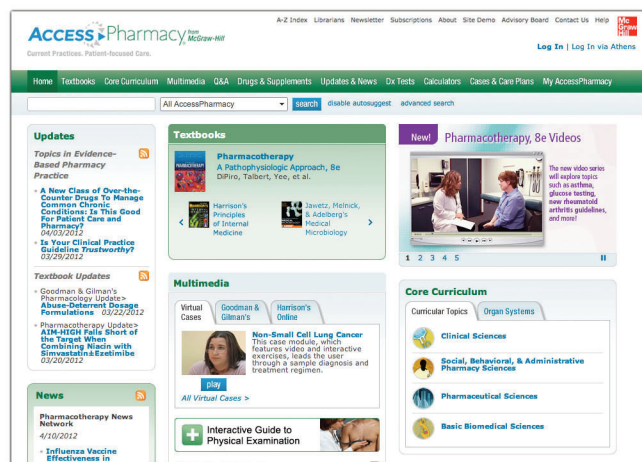 A-Z Index Librarians Newsletter Subscriptions About Site Demo Advisory Board Contact Us Help
Mc
Graw
Hill
ACCESS Pharmacy from
McGraw-Hill
Current Practices. Patient-focused Care.
Log In | Log In via Athens
Home Textbooks Core Curriculum Multimedia Q&A Drugs & Supplements Updates & News Dx Tests Calculators Cases & Care Plans My AccessPharmacy
All AccessPharmacy search disable autosuggest advanced search
Updates
Topics in Evidence-
Based Pharmacy
Practice
A New Class of Over-the-
Counter Drugs To Manage
Common Chronic
Conditions: Is This Good
For Patient Care and
Pharmacy?
04/03/2012
Is Your Clinical Practice
Guideline Trustworthy?
03/29/2012
Textbook Updates
Goodman & Gilman's
Pharmacology Update>
Abuse-Deterrent Dosage
Formulations 03/22/2012
Pharmacotherapy Update>
AIM-HIGH Falls Short of
the Target When
Combining Niacin with
Simvastatin±Ezetimibe
03/20/2012
News
Pharmacotherapy News
Network
4/10/2012
Influenza Vaccine
Effectiveness in
Textbooks
Pharmacotherapy
A Pathophysiologic Approach, 8e
DiPiro, Talbert, Yee, et al.
Harrison's
Principles
of Internal
Medicine
Jawetz, Melnick,
& Adelberg's
Medical
Microbiology
Multimedia
Virtual
Cases
Goodman &
Gilman's
Harrison's
Online
Non-Small Cell Lung Cancer
This case module, which
features video and interactive
exercises, leads the user
through a sample diagnosis and
treatment regimen.
play
All Virtual Cases >
Interactive Guide to
Physical Examination
New! Pharmacotherapy, 8e Videos
The new video series
will explore topics
such as asthma,
glucose testing,
new rheumatoid
arthritis guidelines,
and more!
1 2 3 4 5
Core Curriculum
Curricular Topics Organ Systems
Clinical Sciences
Social, Behavioral, & Administrative
Pharmacy Sciences
Pharmaceutical Sciences
Basic Biomedical Sciences